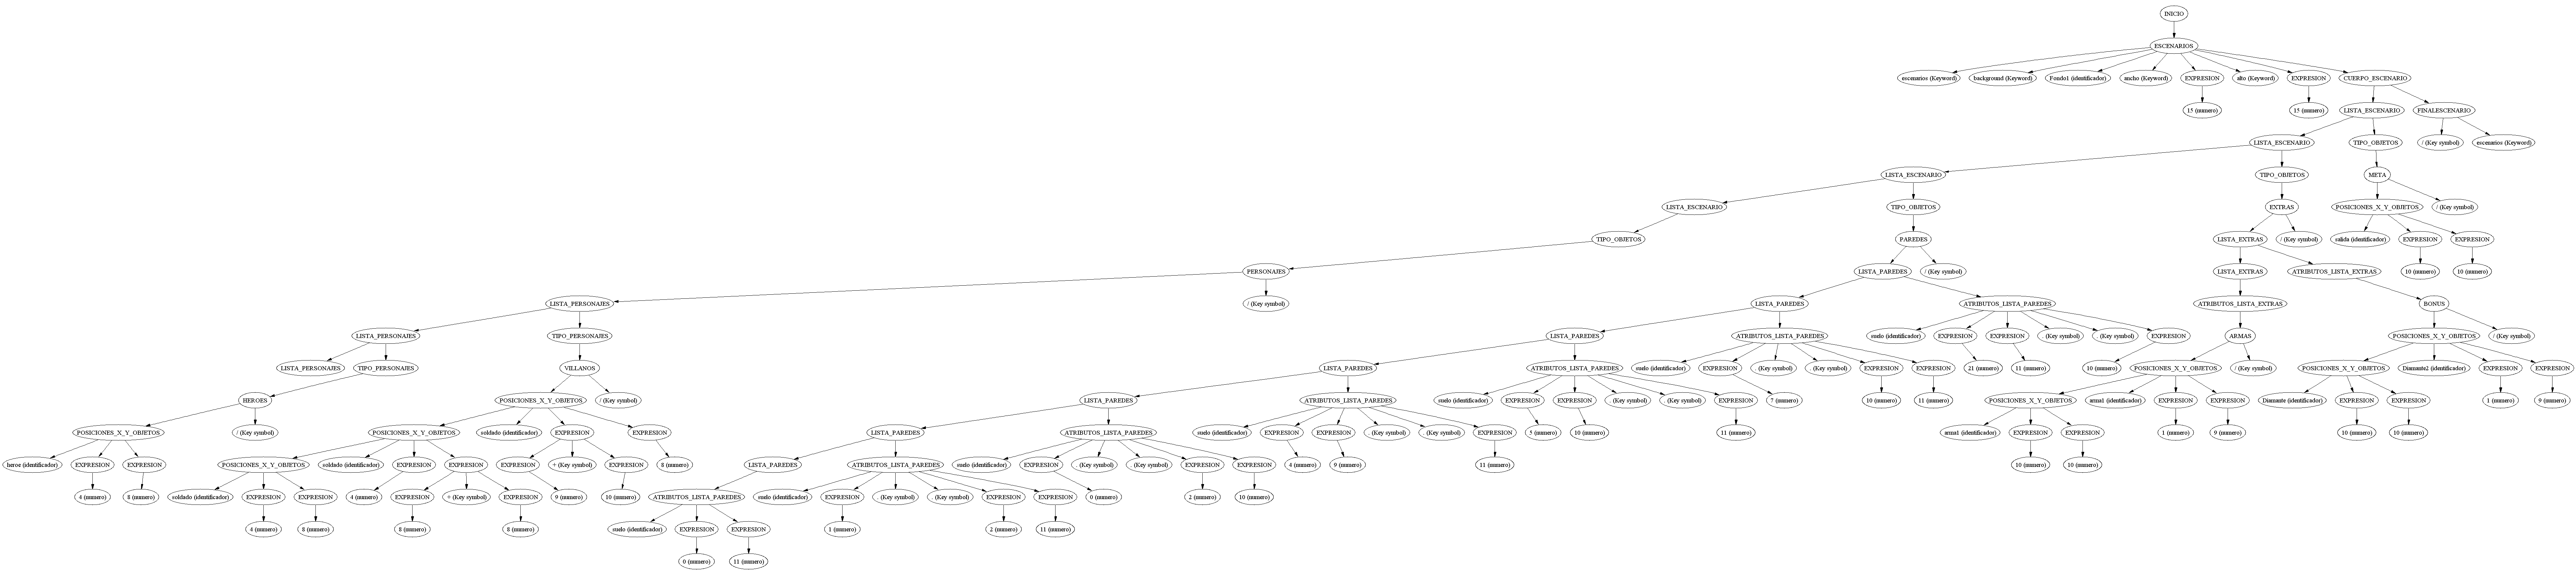 INICIO
ESCENARIOS
escenarios (Keyword) background (Keyword) Fondo1 (identificador) ancho (Keyword) EXPRESION alto (Keyword) EXPRESION CUERPO_ESCENARIO
15 (numero) 15 (numero) LISTA_ESCENARIO FINALESCENARIO
LISTA_ESCENARIO TIPO_OBJETOS / (Key symbol) escenarios (Keyword)
LISTA_ESCENARIO TIPO_OBJETOS META
LISTA_ESCENARIO TIPO_OBJETOS EXTRAS POSICIONES_X_Y_OBJETOS / (Key symbol)
TIPO_OBJETOS PAREDES LISTA_EXTRAS / (Key symbol) salida (identificador) EXPRESION EXPRESION
PERSONAJES LISTA_PAREDES / (Key symbol) LISTA_EXTRAS ATRIBUTOS_LISTA_EXTRAS 10 (numero) 10 (numero)
LISTA_PERSONAJES / (Key symbol) LISTA_PAREDES ATRIBUTOS_LISTA_PAREDES ATRIBUTOS_LISTA_EXTRAS BONUS
LISTA_PERSONAJES TIPO_PERSONAJES LISTA_PAREDES ATRIBUTOS_LISTA_PAREDES suelo (identificador) EXPRESION EXPRESION . (Key symbol) . (Key symbol) EXPRESION ARMAS POSICIONES_X_Y_OBJETOS / (Key symbol)
LISTA_PERSONAJES TIPO_PERSONAJES VILLANOS LISTA_PAREDES ATRIBUTOS_LISTA_PAREDES suelo (identificador) EXPRESION . (Key symbol) . (Key symbol) EXPRESION EXPRESION 21 (numero) 11 (numero) 10 (numero) POSICIONES_X_Y_OBJETOS / (Key symbol) POSICIONES_X_Y_OBJETOS Diamante2 (identificador) EXPRESION EXPRESION
HEROES POSICIONES_X_Y_OBJETOS / (Key symbol) LISTA_PAREDES ATRIBUTOS_LISTA_PAREDES suelo (identificador) EXPRESION EXPRESION . (Key symbol) . (Key symbol) EXPRESION 7 (numero) 10 (numero) 11 (numero) POSICIONES_X_Y_OBJETOS arma1 (identificador) EXPRESION EXPRESION Diamante (identificador) EXPRESION EXPRESION 1 (numero) 9 (numero)
POSICIONES_X_Y_OBJETOS / (Key symbol) POSICIONES_X_Y_OBJETOS soldado (identificador) EXPRESION EXPRESION LISTA_PAREDES ATRIBUTOS_LISTA_PAREDES suelo (identificador) EXPRESION EXPRESION . (Key symbol) . (Key symbol) EXPRESION 5 (numero) 10 (numero) 11 (numero) arma1 (identificador) EXPRESION EXPRESION 1 (numero) 9 (numero) 10 (numero) 10 (numero)
heroe (identificador) EXPRESION EXPRESION POSICIONES_X_Y_OBJETOS soldado (identificador) EXPRESION EXPRESION EXPRESION + (Key symbol) EXPRESION 8 (numero) LISTA_PAREDES ATRIBUTOS_LISTA_PAREDES suelo (identificador) EXPRESION . (Key symbol) . (Key symbol) EXPRESION EXPRESION 4 (numero) 9 (numero) 11 (numero) 10 (numero) 10 (numero)
4 (numero) 8 (numero) soldado (identificador) EXPRESION EXPRESION 4 (numero) EXPRESION + (Key symbol) EXPRESION 9 (numero) 10 (numero) ATRIBUTOS_LISTA_PAREDES suelo (identificador) EXPRESION . (Key symbol) . (Key symbol) EXPRESION EXPRESION 0 (numero) 2 (numero) 10 (numero)
4 (numero) 8 (numero) 8 (numero) 8 (numero) suelo (identificador) EXPRESION EXPRESION 1 (numero) 2 (numero) 11 (numero)
0 (numero) 11 (numero)